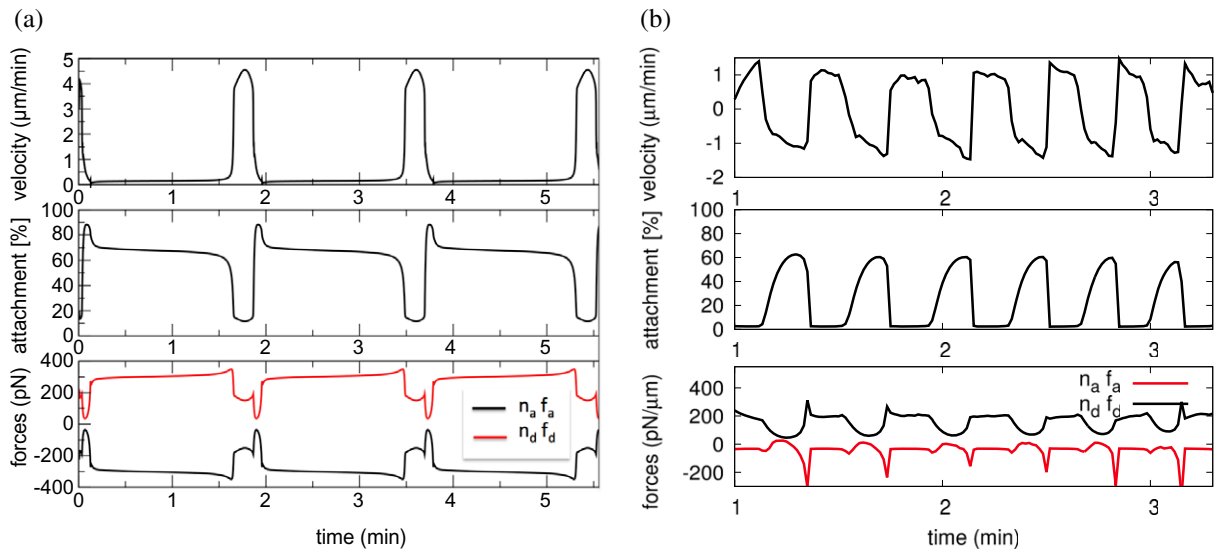 (a)
velocity (μm/min)
5
4
3
2
1
0
0 1 2 3 4 5
attachment [%]
100
80
60
40
20
0
0 1 2 3 4 5
forces (pN)
400
200
0
-200
-400
n_a f_a
n_d f_d
0 1 2 3 4 5
time (min)
(b)
velocity (μm/min)
1
0
-1
-2
1 2 3
attachment [%]
100
80
60
40
20
0
1 2 3
forces (pN/μm)
400
200
0
-200
n_a f_a
n_d f_d
1 2 3
time (min)